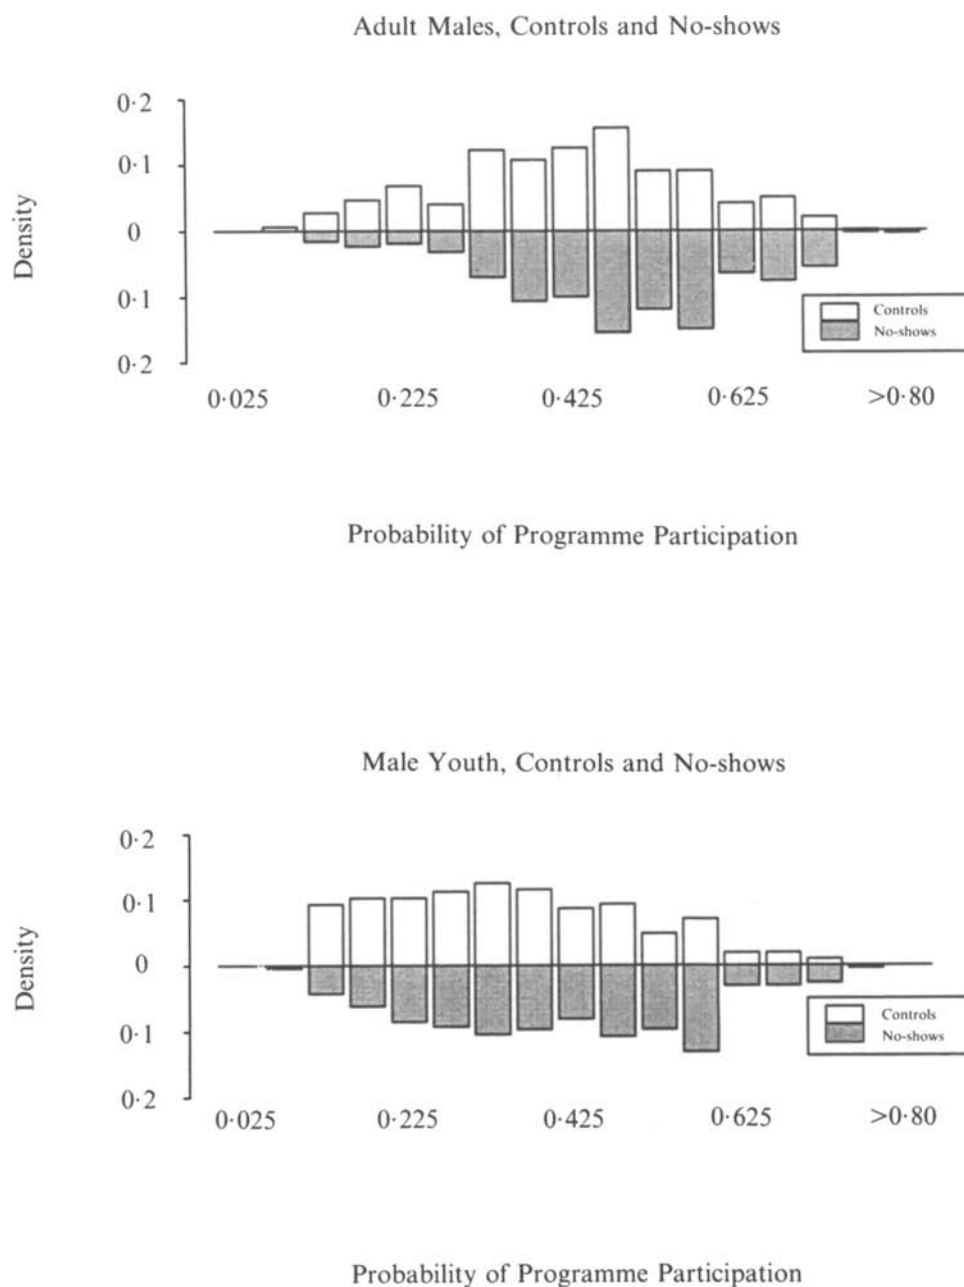 Adult Males, Controls and No-shows
0·2
0·1
0
0·1
0·2
Density
Controls
No-shows
0·025 0·225 0·425 0·625 >0·80
Probability of Programme Participation
Male Youth, Controls and No-shows
0·2
0·1
0
0·1
0·2
Density
Controls
No-shows
0·025 0·225 0·425 0·625 >0·80
Probability of Programme Participation